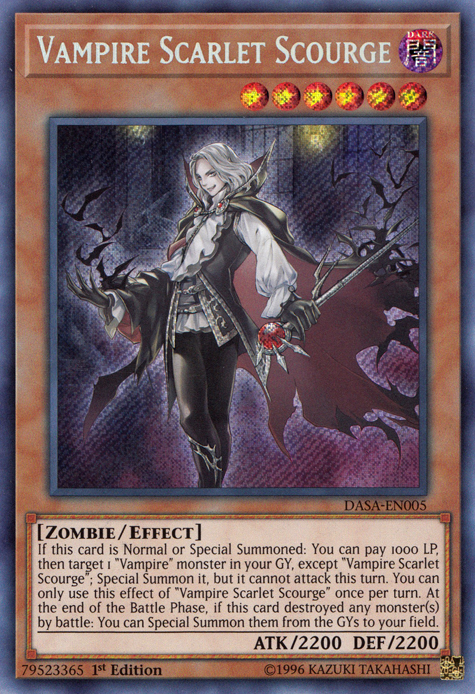 Vampire Scarlet Scourge
DARK
闇
DASA-EN005
[Zombie/Effect]
If this card is Normal or Special Summoned: You can pay 1000 LP,
then target 1 "Vampire" monster in your GY, except "Vampire Scarlet
Scourge"; Special Summon it, but it cannot attack this turn. You can
only use this effect of "Vampire Scarlet Scourge" once per turn. At
the end of the Battle Phase, if this card destroyed any monster(s)
by battle: You can Special Summon them from the GYs to your field.
ATK/2200 DEF/2200
79523365 1st Edition ©1996 KAZUKI TAKAHASHI